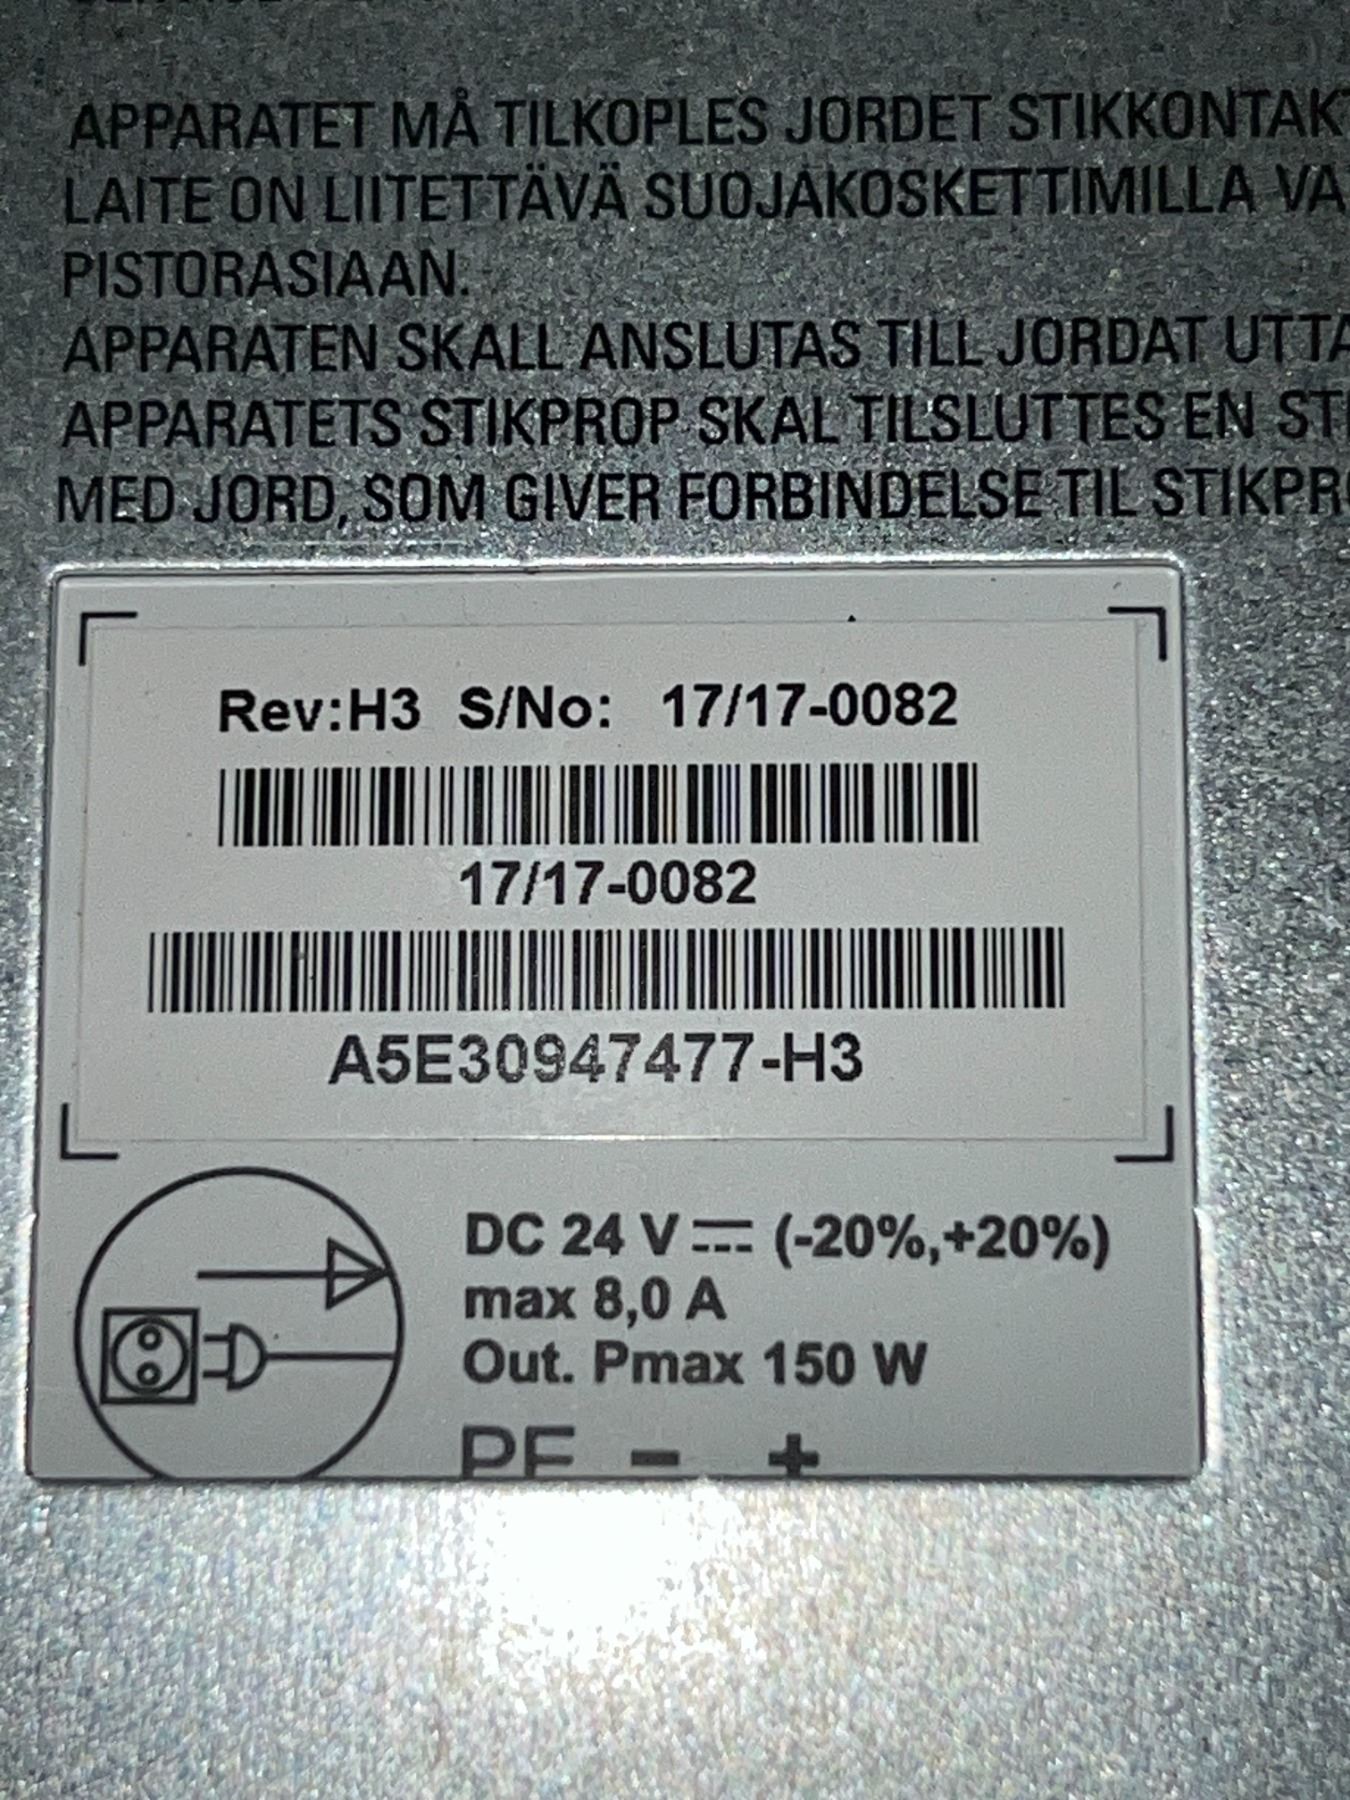 APPARATET MÅ TILKOPLES JORDET STIKKONTAKT
LAITE ON LIITETTÄVÄ SUOJAKOSKETTIMILLA VA
PISTORASIAAN.
APPARATEN SKALL ANSLUTAS TILL JORDAT UTTA
APPARATETS STIKPROP SKAL TILSLUTTES EN STI
MED JORD, SOM GIVER FORBINDELSE TIL STIKPRO
Rev:H3 S/No: 17/17-0082
17/17-0082
A5E30947477-H3
DC 24 V ⎓ (-20%,+20%)
max 8,0 A
Out. Pmax 150 W
PE - +